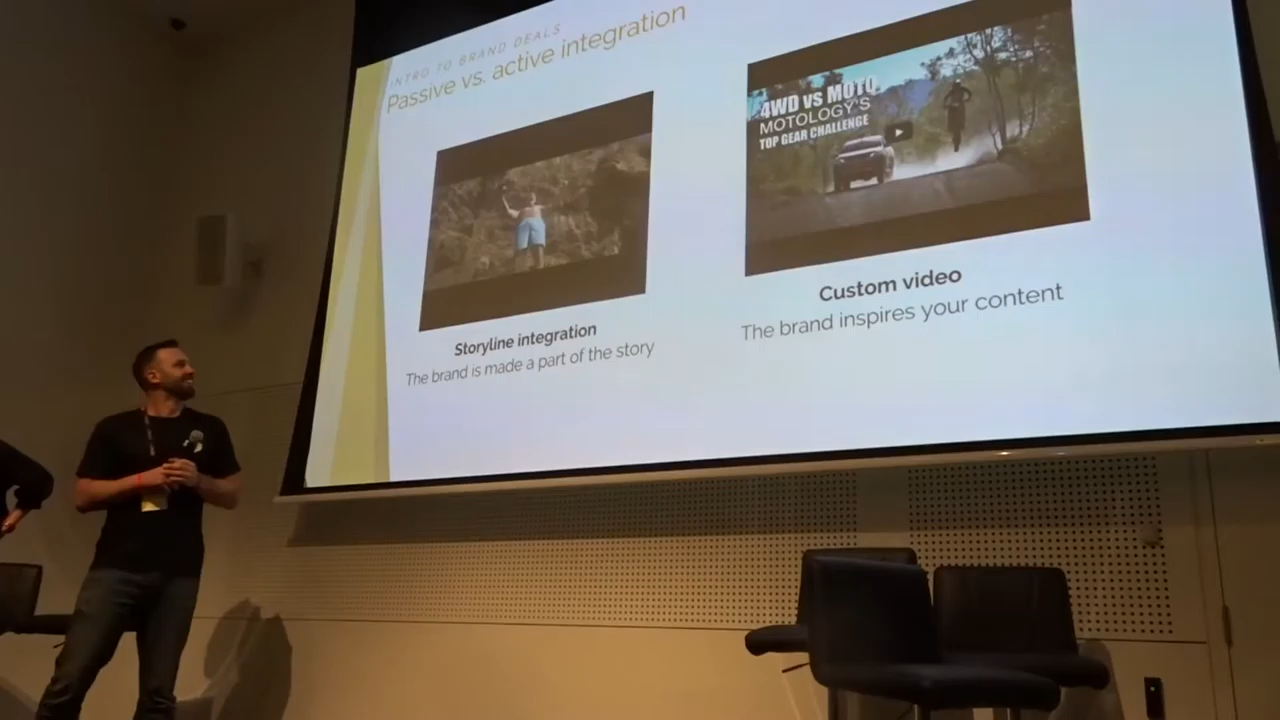 INTRO TO BRAND DEALS
Passive vs. active integration
4WD VS MOTO
MOTOLOGY'S
TOP GEAR CHALLENGE
Storyline integration
The brand is made a part of the story
Custom video
The brand inspires your content